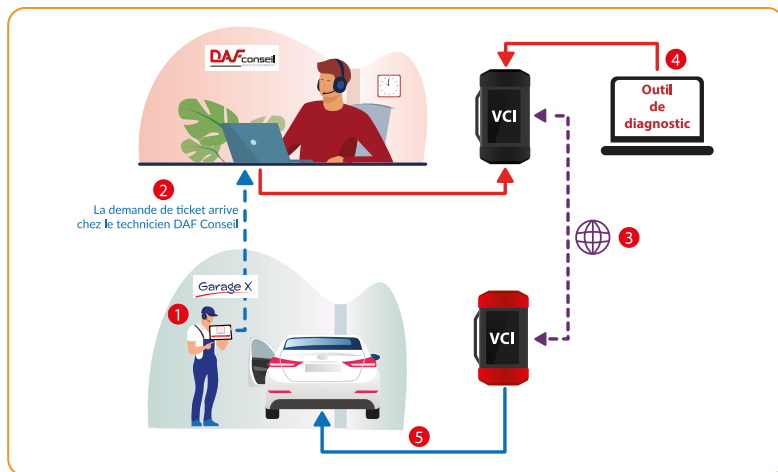 DAF conseil
VCI
4
Outil
de
diagnostic
2
La demande de ticket arrive
chez le technicien DAF Conseil
3
Garage X
1
VCI
5